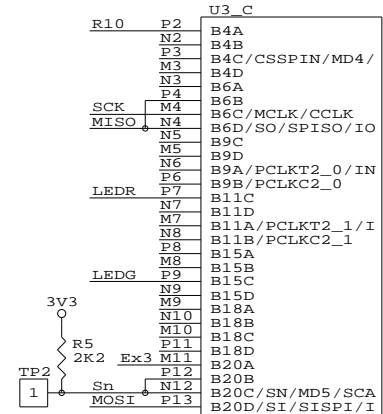 U3_C
R10 P2 B4A
N2 B4B
P3 B4C/CSSPIN/MD4/
M3 B4D
N3 B6A
P4 B6B
SCK M4 B6C/MCLK/CCLK
MISO N4 B6D/SO/SPISO/IO
N5 B9C
M5 B9D
N6 B9A/PCLKT2_0/IN
P6 B9B/PCLKC2_0
LEDR P7 B11C
N7 B11D
M7 B11A/PCLKT2_1/I
N8 B11B/PCLKC2_1
P8 B15A
M8 B15B
LEDG P9 B15C
N9 B15D
3V3 M9 B18A
N10 B18B
M10 B18C
R5 P11 B18D
2K2 Ex3 M11 B20A
TP2 P12 B20B
1 Sn N12 B20C/SN/MD5/SCA
MOSI P13 B20D/SI/SISPI/I